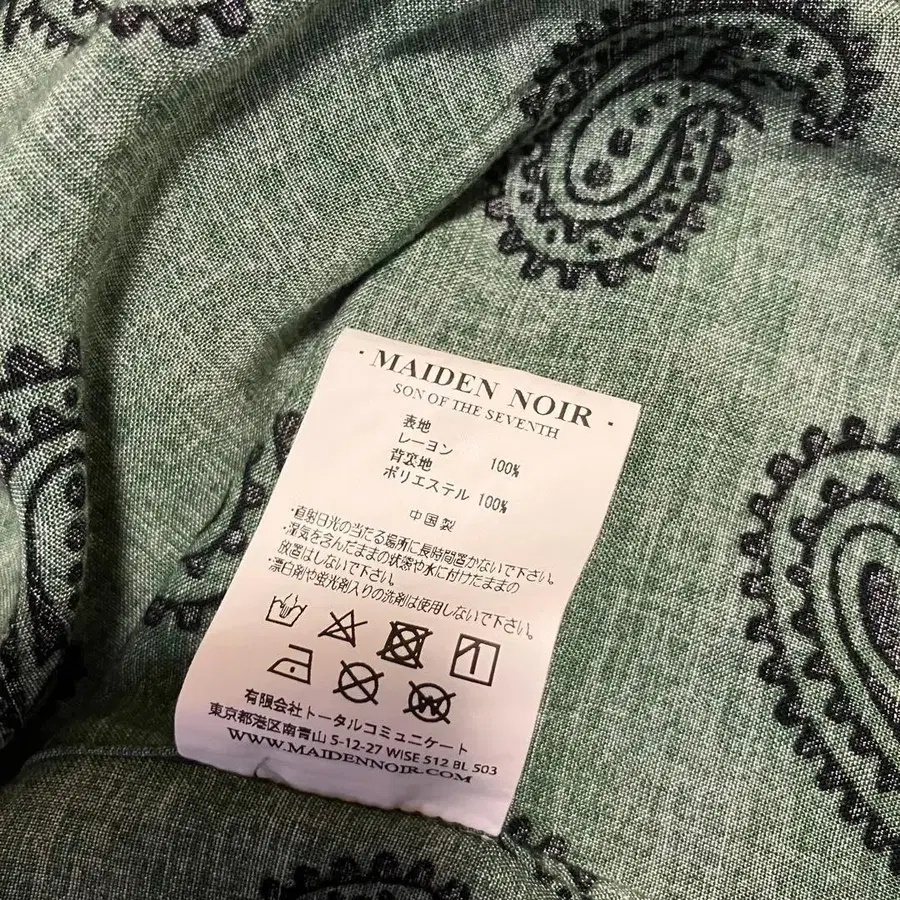 · MAIDEN NOIR ·
SON OF THE SEVENTH
表地
レーヨン 100%
背裏地
ポリエステル 100%
中国製
・直射日光の当たる場所に長時間置かないで下さい。
・湿気を含んだままの状態や水に付けたままの
放置はしないで下さい。
・漂白剤や蛍光剤入りの洗剤は使用しないで下さい。
有限会社トータルコミュニケート
東京都港区南青山 5-12-27 WISE 512 BL 503
WWW.MAIDENNOIR.COM